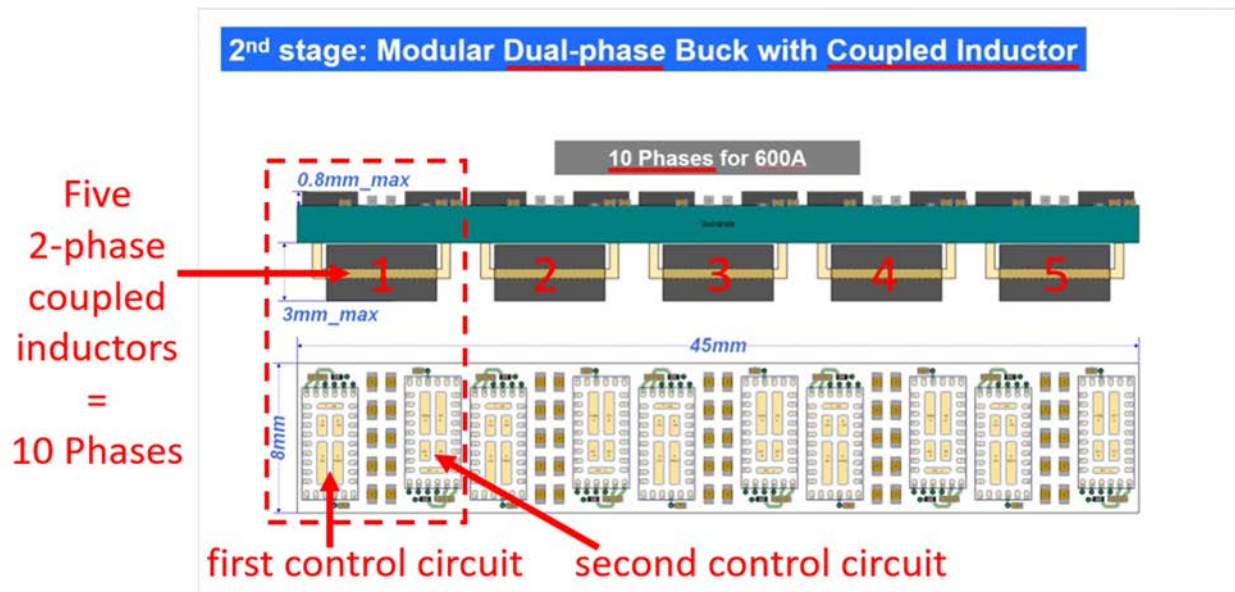 2nd stage: Modular Dual-phase Buck with Coupled Inductor
10 Phases for 600A
0.8mm_max
Five
2-phase
coupled
inductors
=
10 Phases
1
2
3
4
5
3mm_max
45mm
8mm
first control circuit
second control circuit